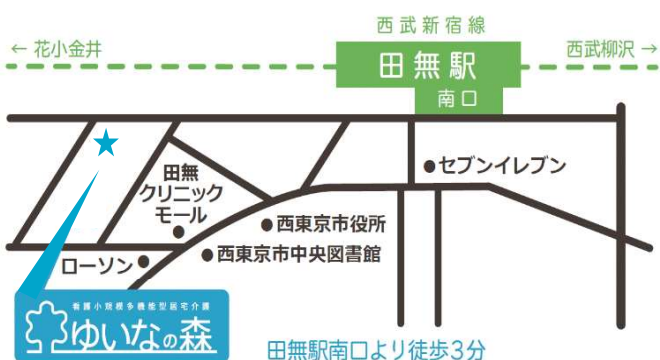 西武新宿線
← 花小金井
西武柳沢 →
田無駅
南口
●セブンイレブン
田無
クリニック
モール
●西東京市役所
●西東京市中央図書館
ローソン●
看護小規模多機能型居宅介護
ゆいなの森
田無駅南口より徒歩3分